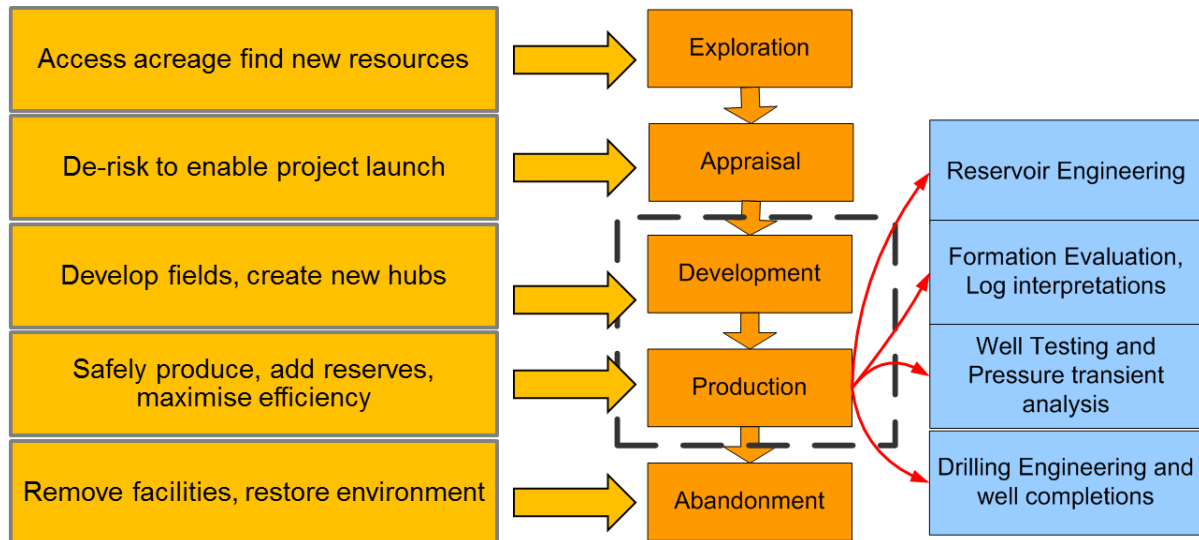 Access acreage find new resources
Exploration
De-risk to enable project launch
Appraisal
Reservoir Engineering
Develop fields, create new hubs
Development
Formation Evaluation,
Log interpretations
Safely produce, add reserves,
maximise efficiency
Production
Well Testing and
Pressure transient
analysis
Remove facilities, restore environment
Abandonment
Drilling Engineering and
well completions